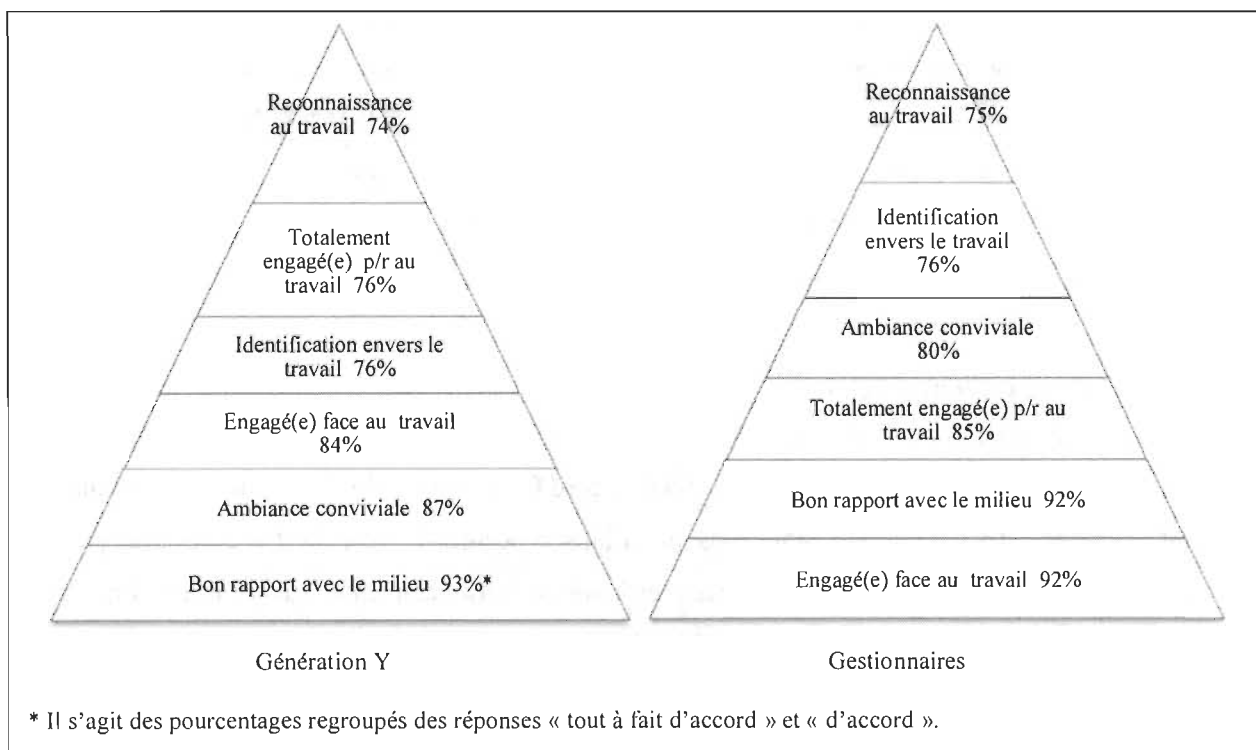 Reconnaissance
au travail 74%
Totalement
engagé(e) p/r au
travail 76%
Identification envers le
travail 76%
Engagé(e) face au travail
84%
Ambiance conviviale 87%
Bon rapport avec le milieu 93%*
Génération Y
Reconnaissance
au travail 75%
Identification
envers le travail
76%
Ambiance conviviale
80%
Totalement engagé(e) p/r au
travail 85%
Bon rapport avec le milieu 92%
Engagé(e) face au travail 92%
Gestionnaires
* Il s’agit des pourcentages regroupés des réponses « tout à fait d’accord » et « d’accord ».